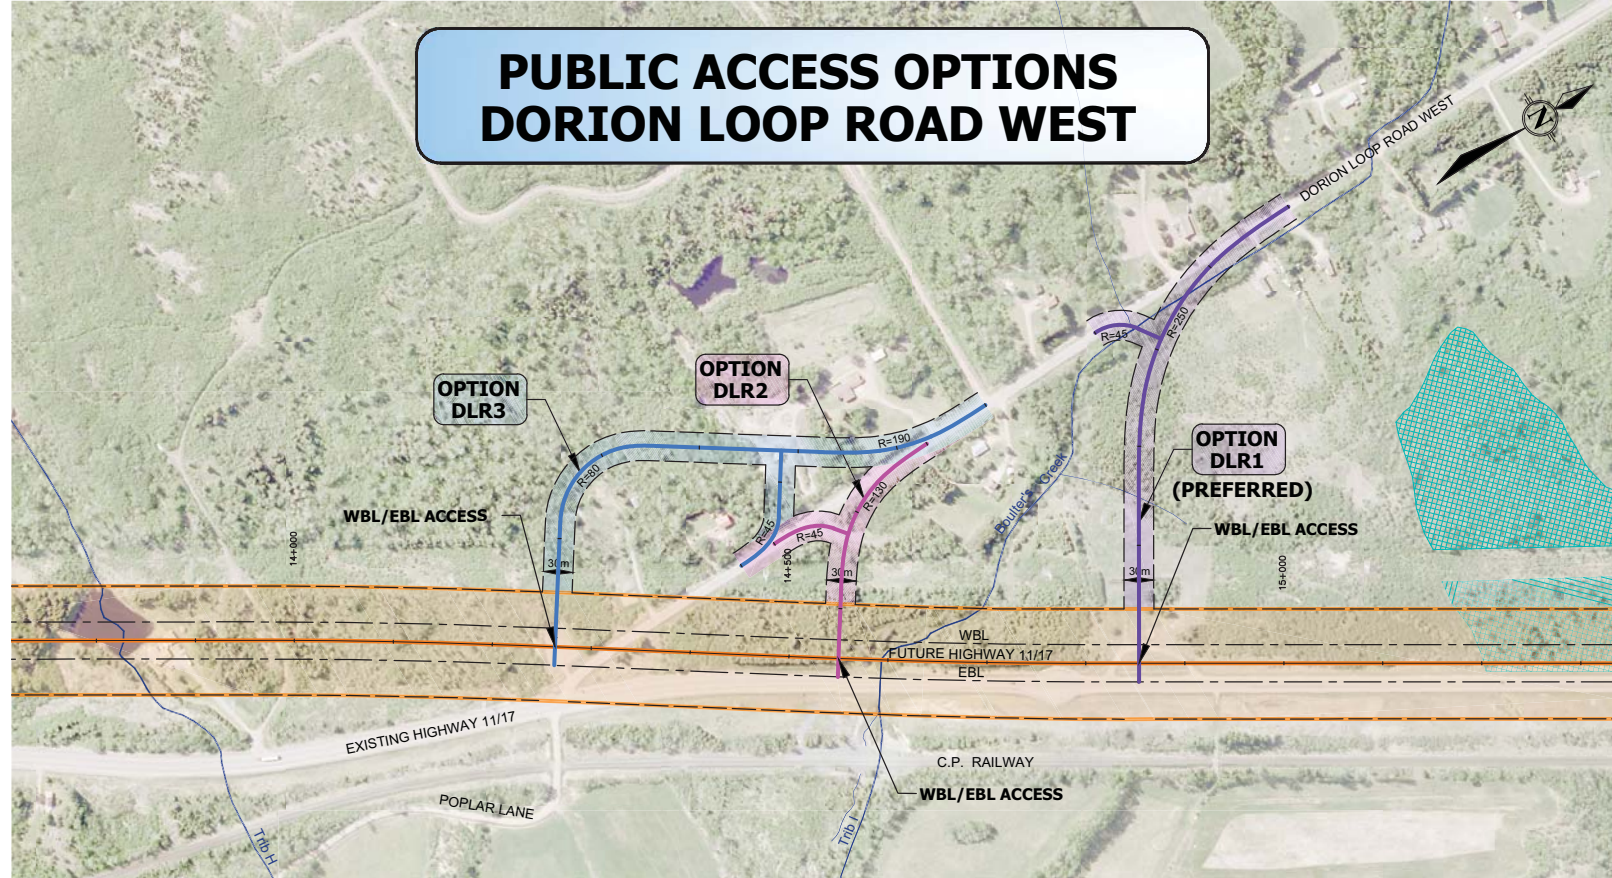 PUBLIC ACCESS OPTIONS
DORION LOOP ROAD WEST
N
DORION LOOP ROAD WEST
R=250
R=45
OPTION
DLR3
OPTION
DLR2
OPTION
DLR1
(PREFERRED)
R=190
R=80
R=130
R=45
R=45
WBL/EBL ACCESS
WBL/EBL ACCESS
Boulter's Creek
14+000
14+500
15+000
30m
30m
30m
WBL
FUTURE HIGHWAY 11/17
EBL
EXISTING HIGHWAY 11/17
C.P. RAILWAY
WBL/EBL ACCESS
POPLAR LANE
Trib H
Trib I